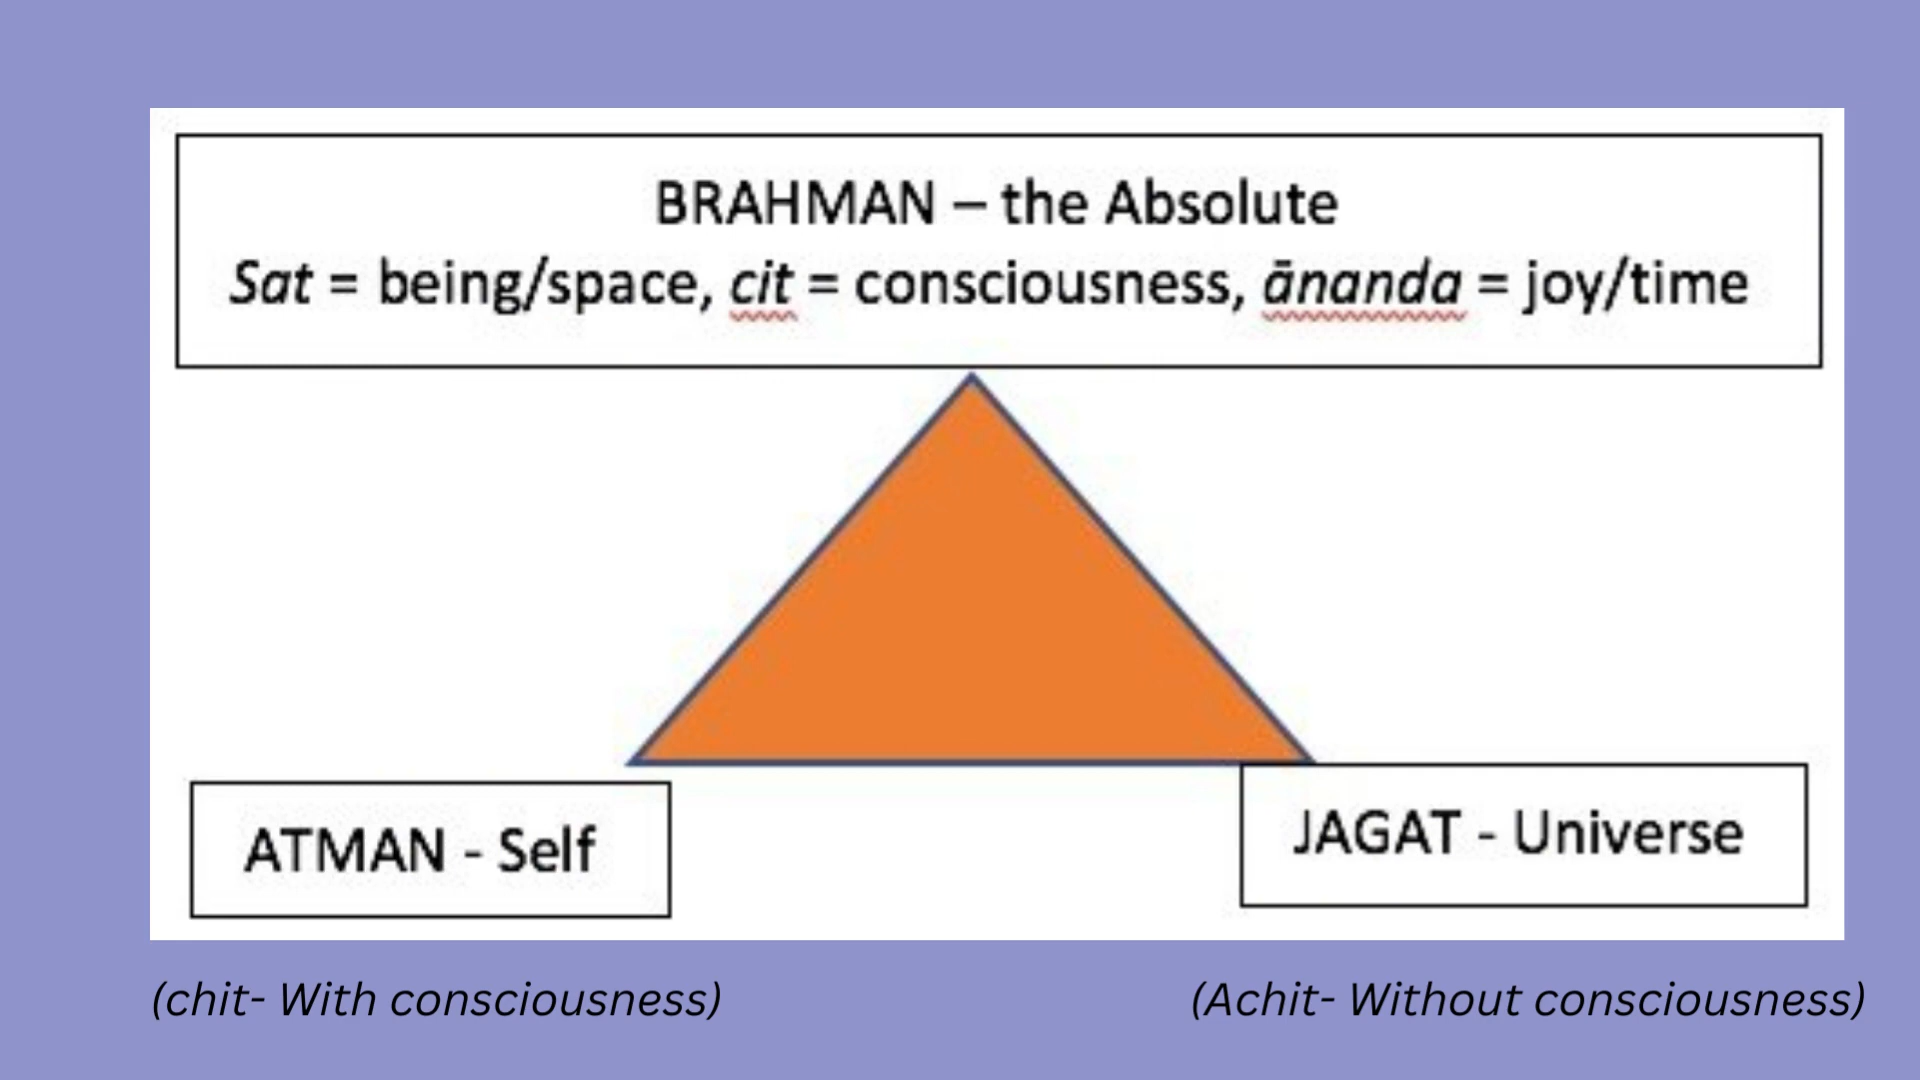 BRAHMAN – the Absolute
Sat = being/space, cit = consciousness, ānanda = joy/time
ATMAN - Self
JAGAT - Universe
(chit- With consciousness)
(Achit- Without consciousness)